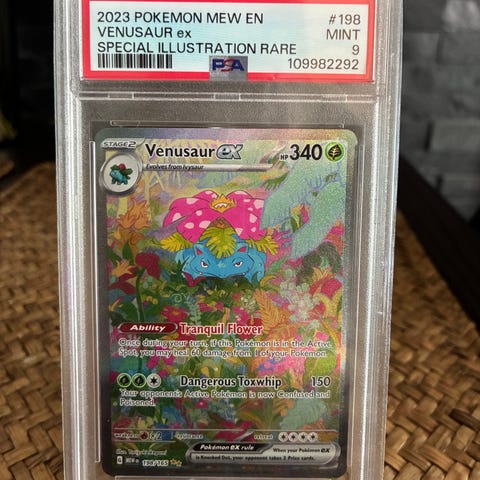 2023 POKEMON MEW EN #198
VENUSAUR ex MINT
SPECIAL ILLUSTRATION RARE 9
PSA 109982292
STAGE 2 Venusaur ex HP 340
Evolves from Ivysaur
Ability Tranquil Flower
Once during your turn, if this Pokémon is in the Active
Spot, you may heal 60 damage from 1 of your Pokémon.
Dangerous Toxwhip 150
Your opponent's Active Pokémon is now Confused and
Poisoned.
weakness ×2 resistance retreat
Pokémon ex rule When your Pokémon ex
is Knocked Out, your opponent takes 2 Prize cards.
G MEW EN 198/165